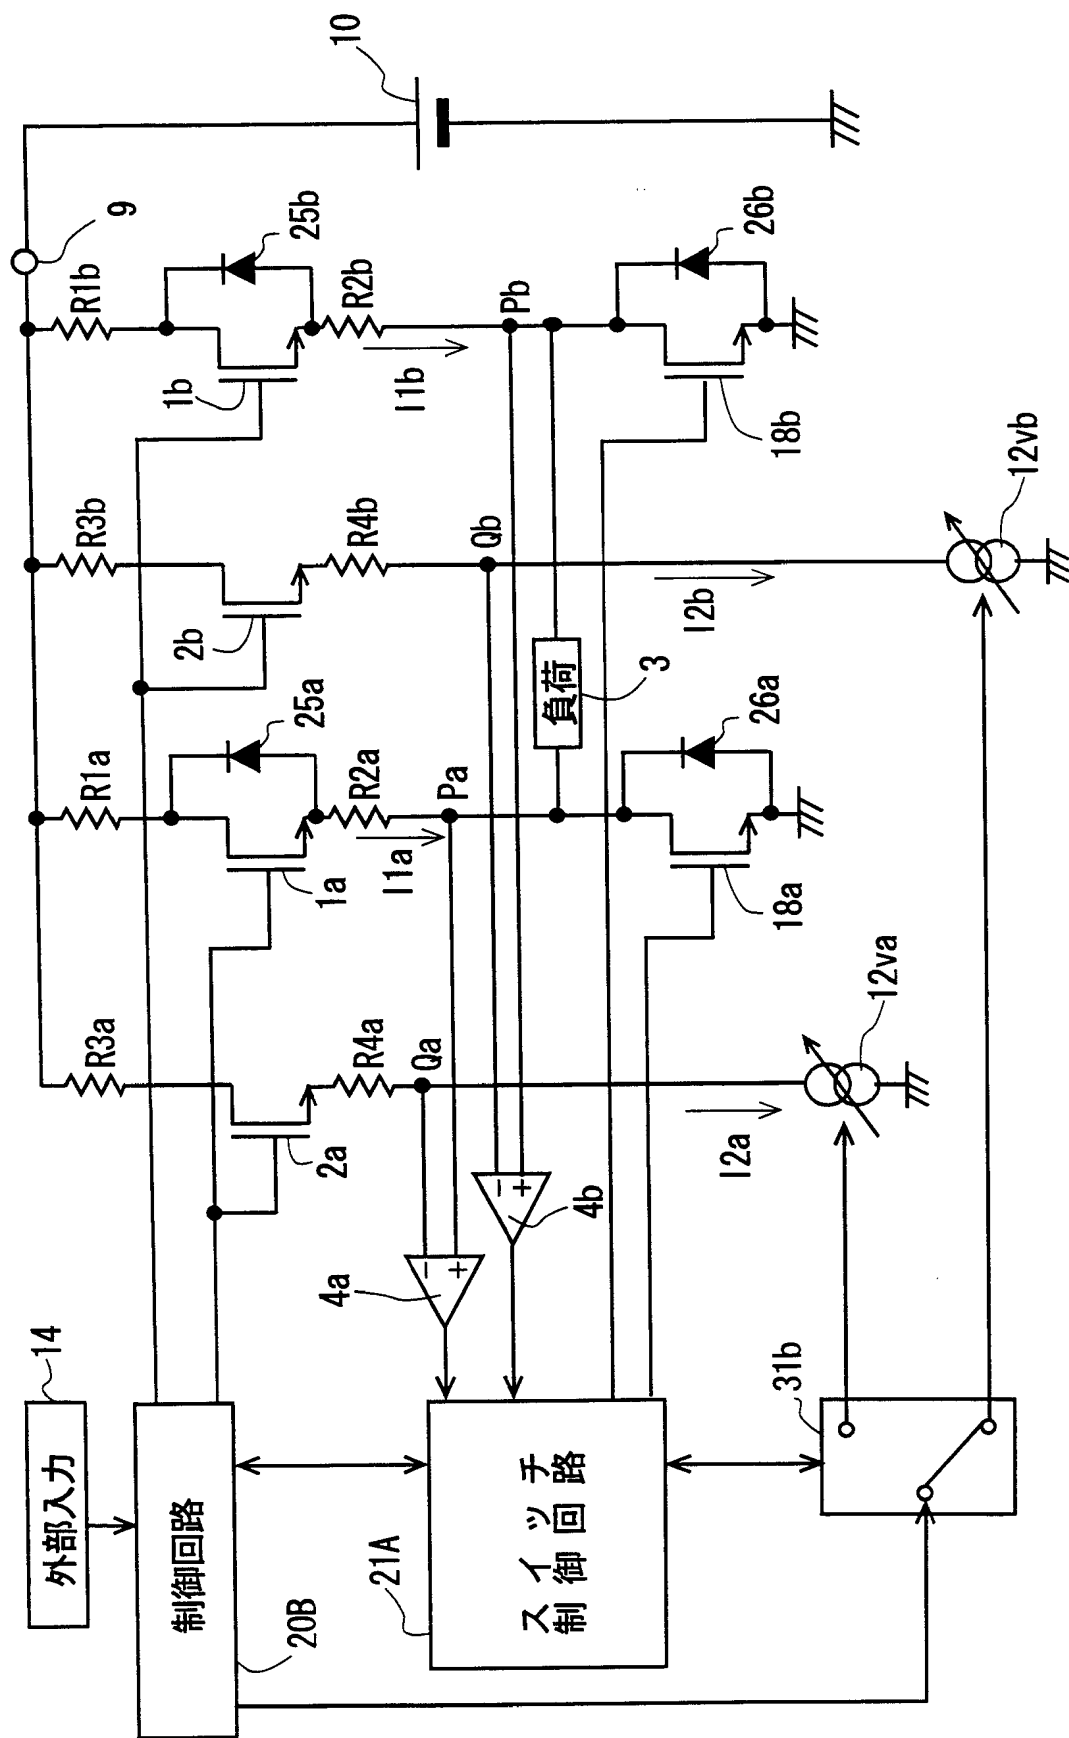 外部入力
14
制御回路
20B
スイッチ
制御回路
21A
31b
R3a
R1a
R3b
R1b
9
10
2a
1a
25a
2b
1b
25b
R4a
R2a
R4b
R2b
Qa
Pa
Qb
Pb
I1a
I1b
4a
−
+
4b
−
+
負荷
3
I2a
I2b
18a
26a
18b
26b
12va
12vb